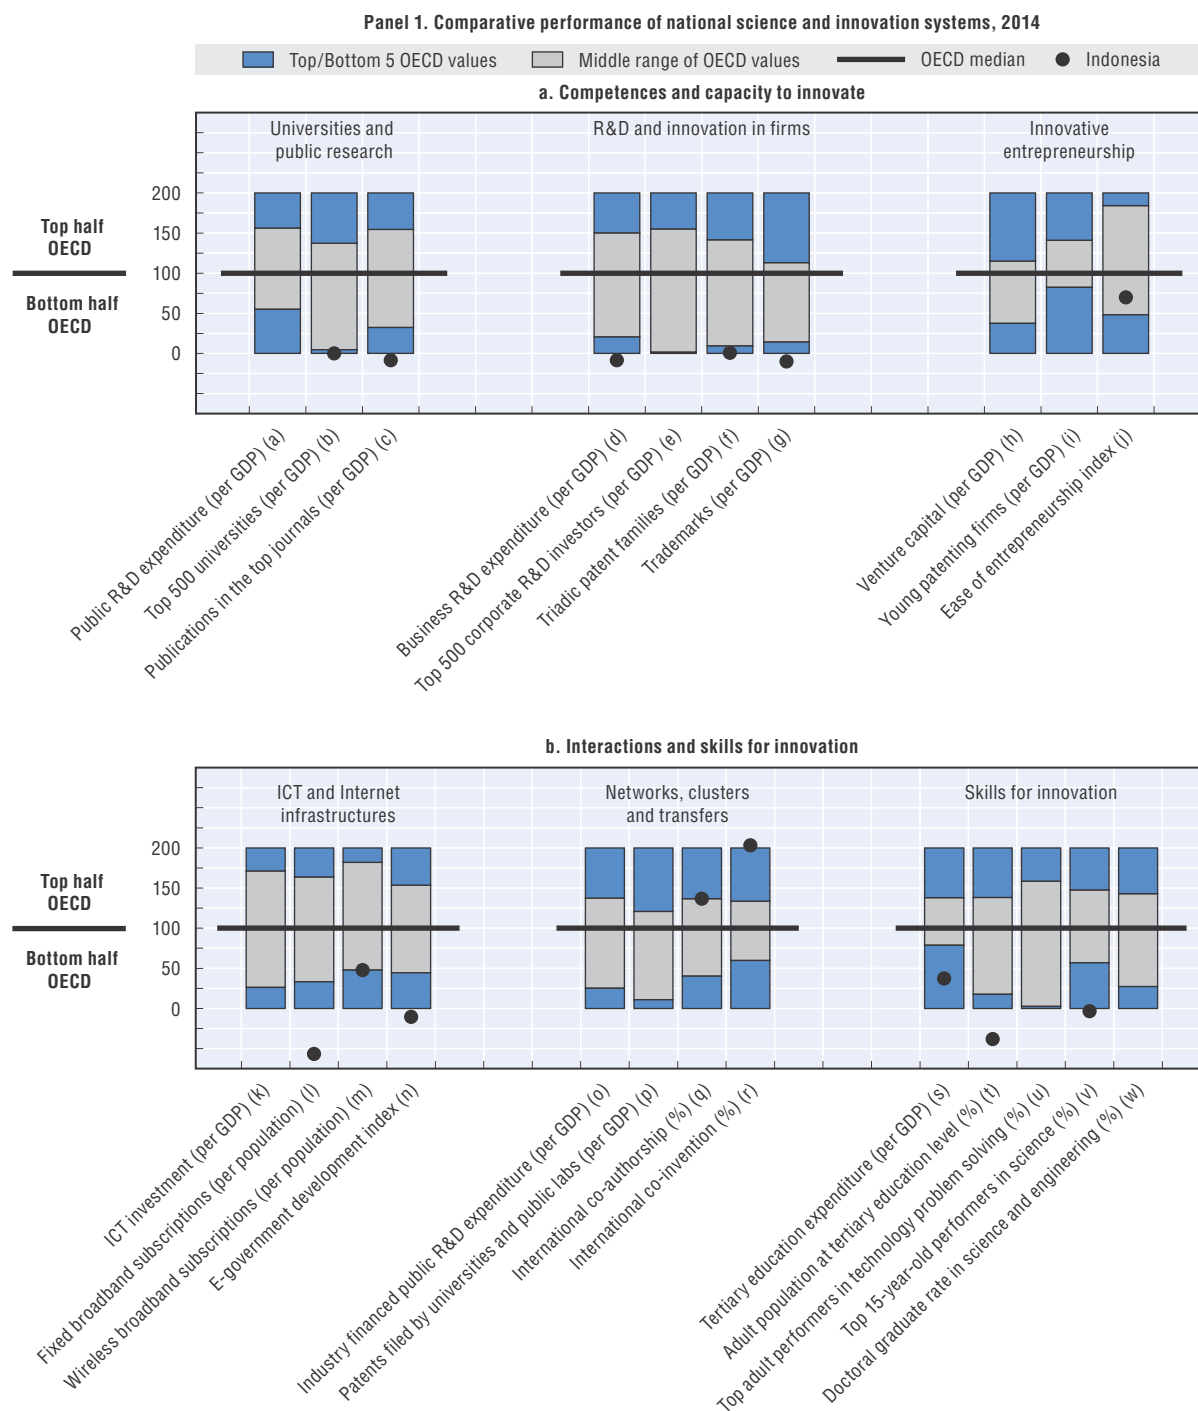 Panel 1. Comparative performance of national science and innovation systems, 2014
Top/Bottom 5 OECD values
Middle range of OECD values
OECD median
Indonesia
a. Competences and capacity to innovate
Universities and
public research
R&D and innovation in firms
Innovative
entrepreneurship
200
150
100
50
0
Top half
OECD
Bottom half
OECD
Public R&D expenditure (per GDP) (a)
Top 500 universities (per GDP) (b)
Publications in the top journals (per GDP) (c)
Business R&D expenditure (per GDP) (d)
Top 500 corporate R&D investors (per GDP) (e)
Triadic patent families (per GDP) (f)
Trademarks (per GDP) (g)
Venture capital (per GDP) (h)
Young patenting firms (per GDP) (i)
Ease of entrepreneurship index (j)
b. Interactions and skills for innovation
ICT and Internet
infrastructures
Networks, clusters
and transfers
Skills for innovation
200
150
100
50
0
Top half
OECD
Bottom half
OECD
ICT investment (per GDP) (k)
Fixed broadband subscriptions (per population) (l)
Wireless broadband subscriptions (per population) (m)
E-government development index (n)
Industry financed public R&D expenditure (per GDP) (o)
Patents filed by universities and public labs (per GDP) (p)
International co-authorship (%) (q)
International co-invention (%) (r)
Tertiary education expenditure (per GDP) (s)
Adult population at tertiary education level (%) (t)
Top adult performers in technology problem solving (%) (u)
Top 15-year-old performers in science (%) (v)
Doctoral graduate rate in science and engineering (%) (w)